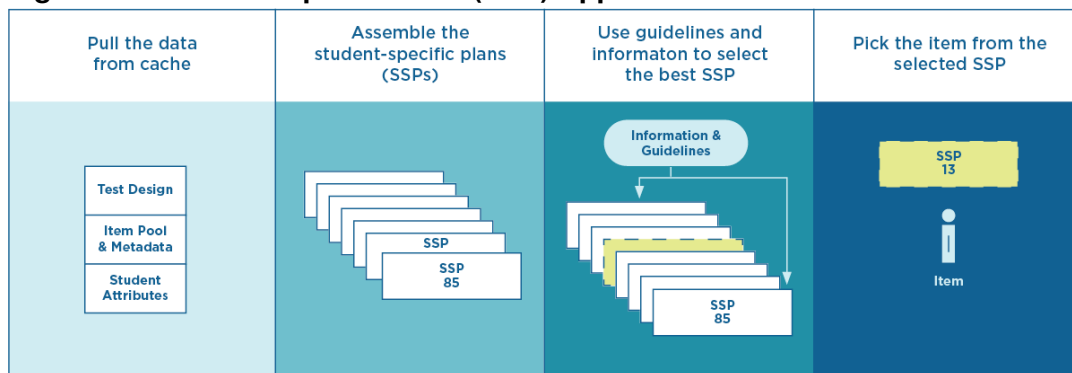 Pull the data
from cache
Assemble the
student-specific plans
(SSPs)
Use guidelines and
informaton to select
the best SSP
Pick the item from the
selected SSP
Test Design
Item Pool
& Metadata
Student
Attributes
SSP
SSP
85
Information &
Guidelines
SSP
85
SSP
13
Item